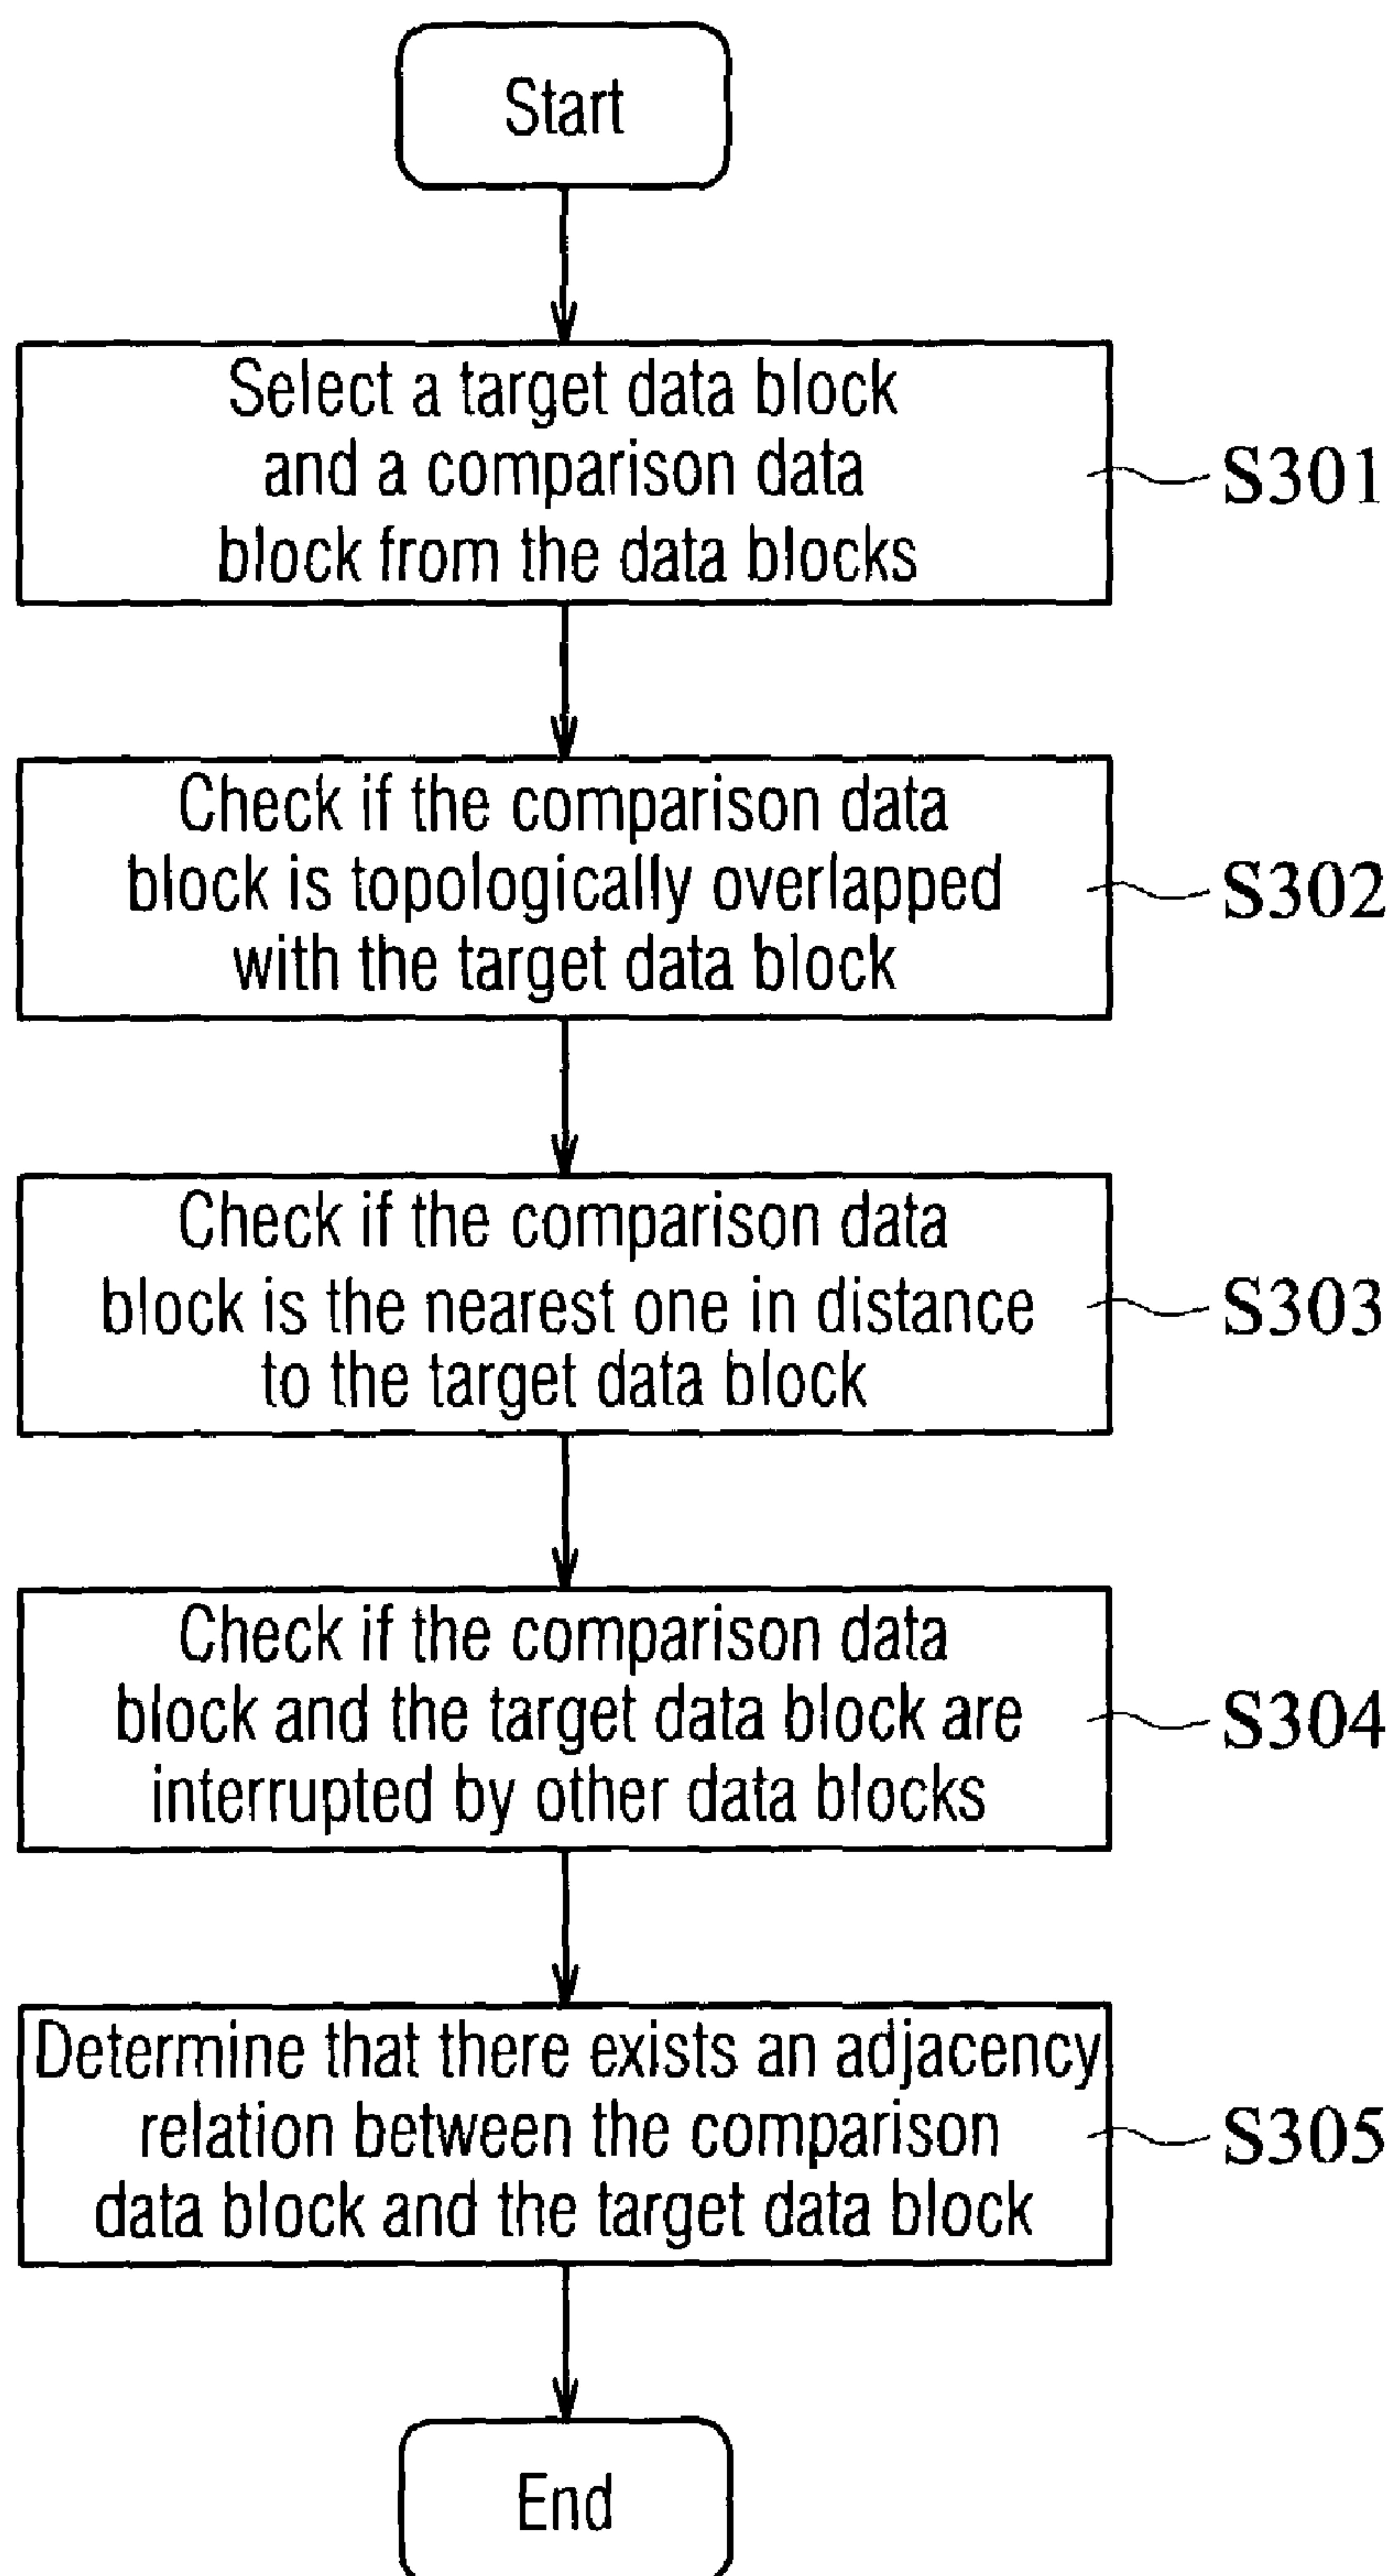 Start
Select a target data block
and a comparison data
block from the data blocks
S301
Check if the comparison data
block is topologically overlapped
with the target data block
S302
Check if the comparison data
block is the nearest one in distance
to the target data block
S303
Check if the comparison data
block and the target data block are
interrupted by other data blocks
S304
Determine that there exists an adjacency
relation between the comparison
data block and the target data block
S305
End